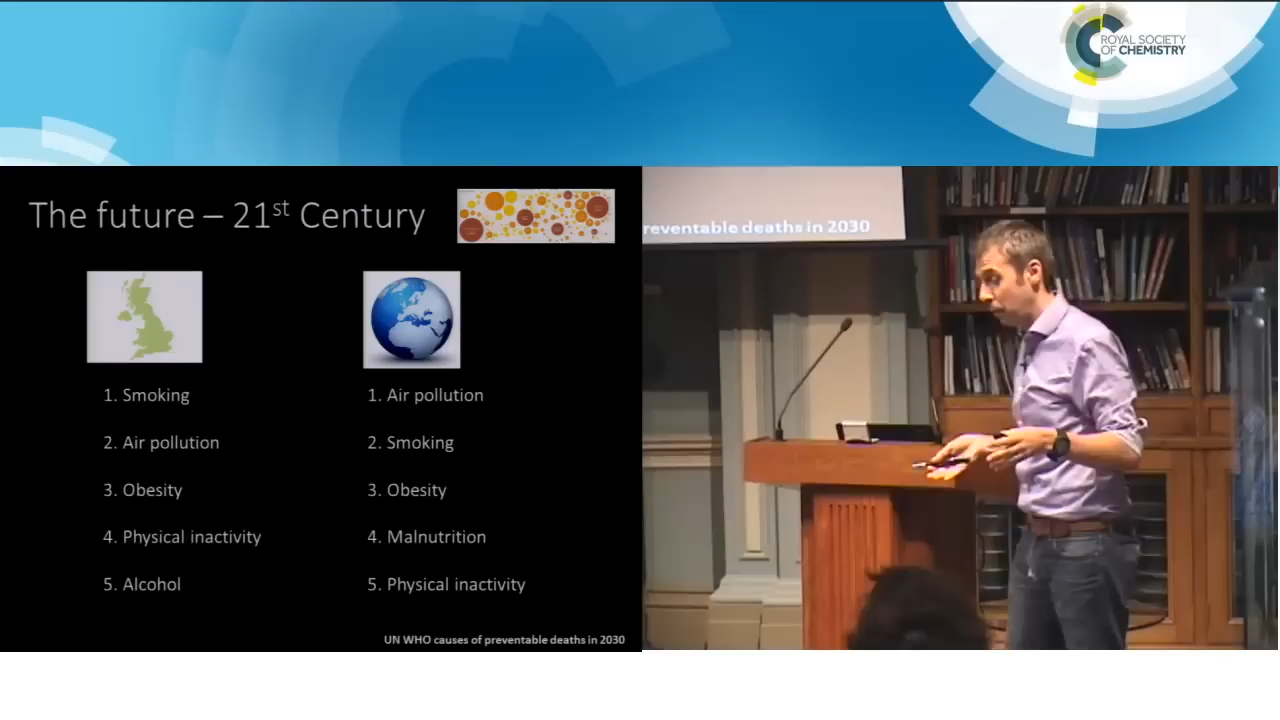 ROYAL SOCIETY
OF CHEMISTRY
The future – 21st Century
1. Smoking
2. Air pollution
3. Obesity
4. Physical inactivity
5. Alcohol
1. Air pollution
2. Smoking
3. Obesity
4. Malnutrition
5. Physical inactivity
UN WHO causes of preventable deaths in 2030
reventable deaths in 2030